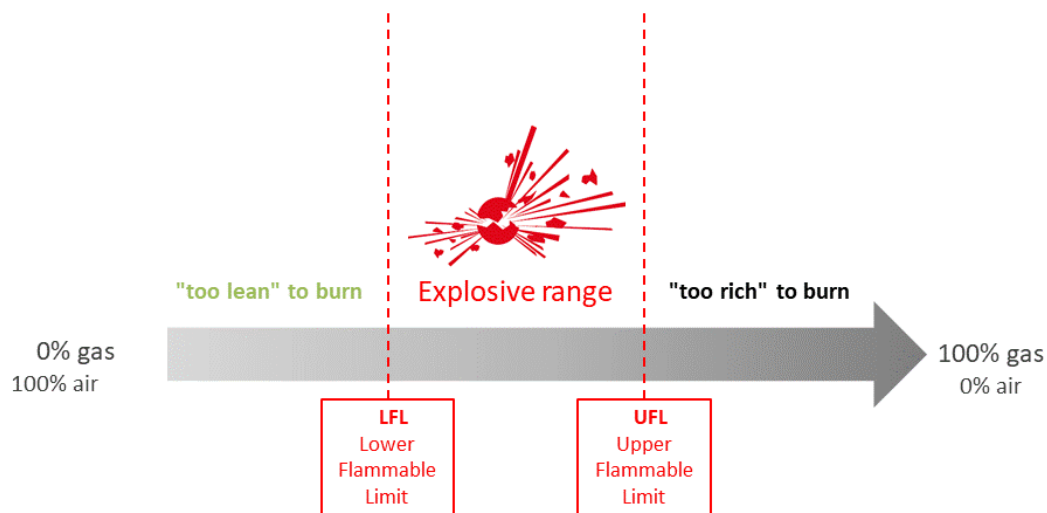 "too lean" to burn
Explosive range
"too rich" to burn
0% gas
100% air
100% gas
0% air
LFL
Lower
Flammable
Limit
UFL
Upper
Flammable
Limit